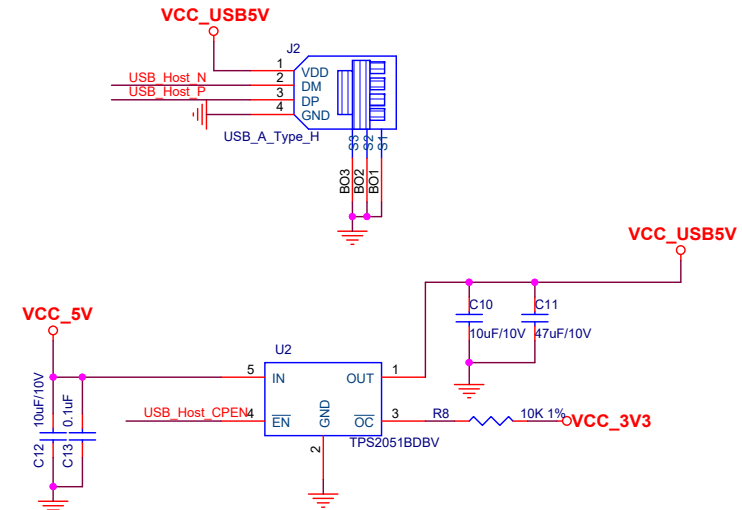 VCC_USB5V
J2
1
VDD
USB_Host_N
2
DM
USB_Host_P
3
DP
4
GND
USB_A_Type_H
S3
S2
S1
BO3
BO2
BO1
VCC_USB5V
C10
C11
10uF/10V
47uF/10V
VCC_5V
U2
5
IN
OUT
1
10uF/10V
0.1uF
C12
C13
USB_Host_CPEN
4
EN
GND
OC
3
R8
10K 1%
VCC_3V3
2
TPS2051BDBV